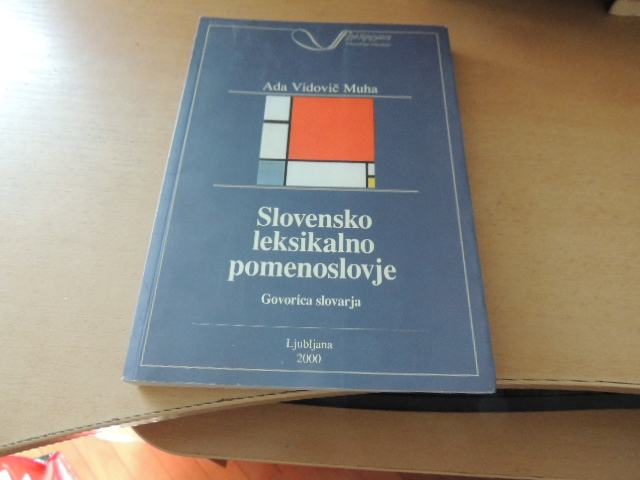 Ada Vidovič Muha
Slovensko
leksikalno
pomenoslovje
Govorica slovarja
Ljubljana
2000